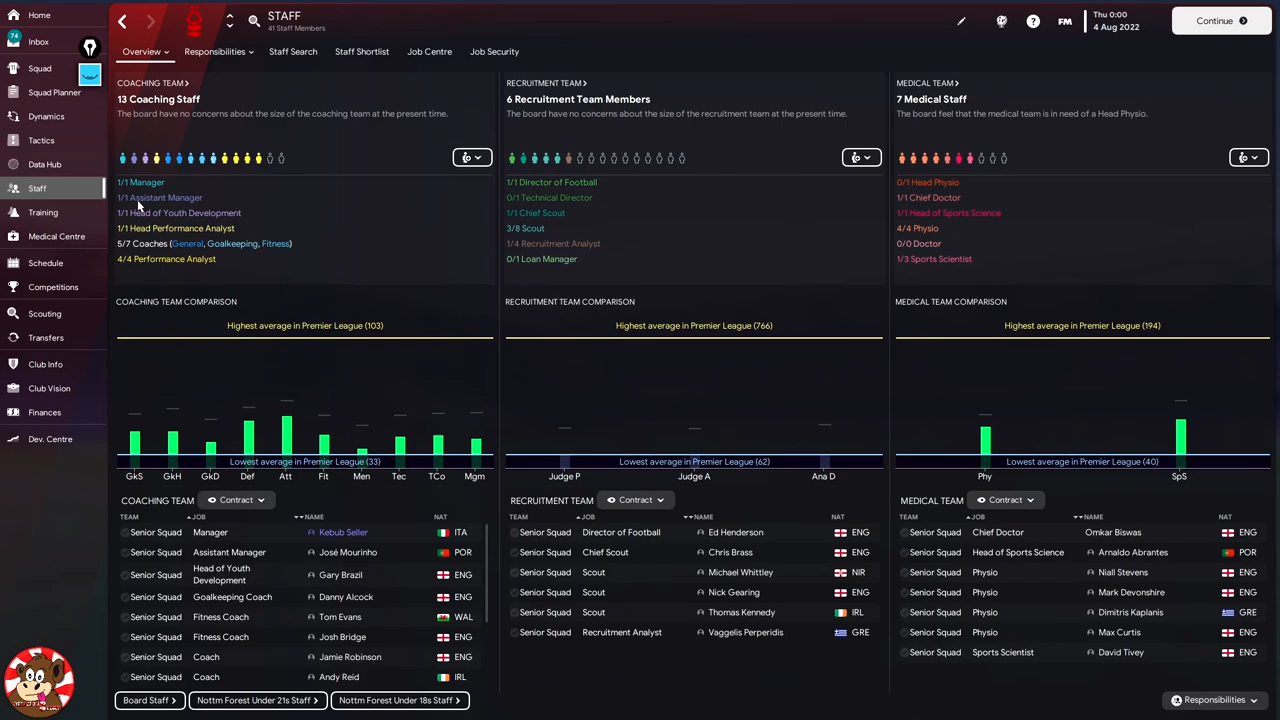 Home
74
Inbox
Squad
Squad Planner
Dynamics
Tactics
Data Hub
Staff
Training
Medical Centre
Schedule
Competitions
Scouting
Transfers
Club Info
Club Vision
Finances
Dev. Centre
STAFF
41 Staff Members
FM
Thu 0:00
4 Aug 2022
Continue
Overview
Responsibilities
Staff Search
Staff Shortlist
Job Centre
Job Security
COACHING TEAM
13 Coaching Staff
The board have no concerns about the size of the coaching team at the present time.
1/1 Manager
1/1 Assistant Manager
1/1 Head of Youth Development
1/1 Head Performance Analyst
5/7 Coaches (General, Goalkeeping, Fitness)
4/4 Performance Analyst
RECRUITMENT TEAM
6 Recruitment Team Members
The board have no concerns about the size of the recruitment team at the present time.
1/1 Director of Football
0/1 Technical Director
1/1 Chief Scout
3/8 Scout
1/4 Recruitment Analyst
0/1 Loan Manager
MEDICAL TEAM
7 Medical Staff
The board feel that the medical team is in need of a Head Physio.
0/1 Head Physio
1/1 Chief Doctor
1/1 Head of Sports Science
4/4 Physio
0/0 Doctor
1/3 Sports Scientist
COACHING TEAM COMPARISON
Highest average in Premier League (103)
Lowest average in Premier League (33)
GkS GkH GkD Def Att Fit Men Tec TCo Mgm
RECRUITMENT TEAM COMPARISON
Highest average in Premier League (766)
Lowest average in Premier League (62)
Judge P Judge A Ana D
MEDICAL TEAM COMPARISON
Highest average in Premier League (194)
Lowest average in Premier League (40)
Phy SpS
COACHING TEAM Contract
TEAM JOB NAME NAT
Senior Squad Manager Kebub Seller ITA
Senior Squad Assistant Manager José Mourinho POR
Senior Squad Head of Youth Development Gary Brazil ENG
Senior Squad Goalkeeping Coach Danny Alcock ENG
Senior Squad Fitness Coach Tom Evans WAL
Senior Squad Fitness Coach Josh Bridge ENG
Senior Squad Coach Jamie Robinson ENG
Senior Squad Coach Andy Reid IRL
RECRUITMENT TEAM Contract
TEAM JOB NAME NAT
Senior Squad Director of Football Ed Henderson ENG
Senior Squad Chief Scout Chris Brass ENG
Senior Squad Scout Michael Whittley NIR
Senior Squad Scout Nick Gearing ENG
Senior Squad Scout Thomas Kennedy IRL
Senior Squad Recruitment Analyst Vaggelis Perperidis GRE
MEDICAL TEAM Contract
TEAM JOB NAME NAT
Senior Squad Chief Doctor Omkar Biswas ENG
Senior Squad Head of Sports Science Arnaldo Abrantes POR
Senior Squad Physio Niall Stevens ENG
Senior Squad Physio Mark Devonshire ENG
Senior Squad Physio Dimitris Kaplanis GRE
Senior Squad Physio Max Curtis ENG
Senior Squad Sports Scientist David Tivey ENG
Board Staff
Nottm Forest Under 21s Staff
Nottm Forest Under 18s Staff
Responsibilities